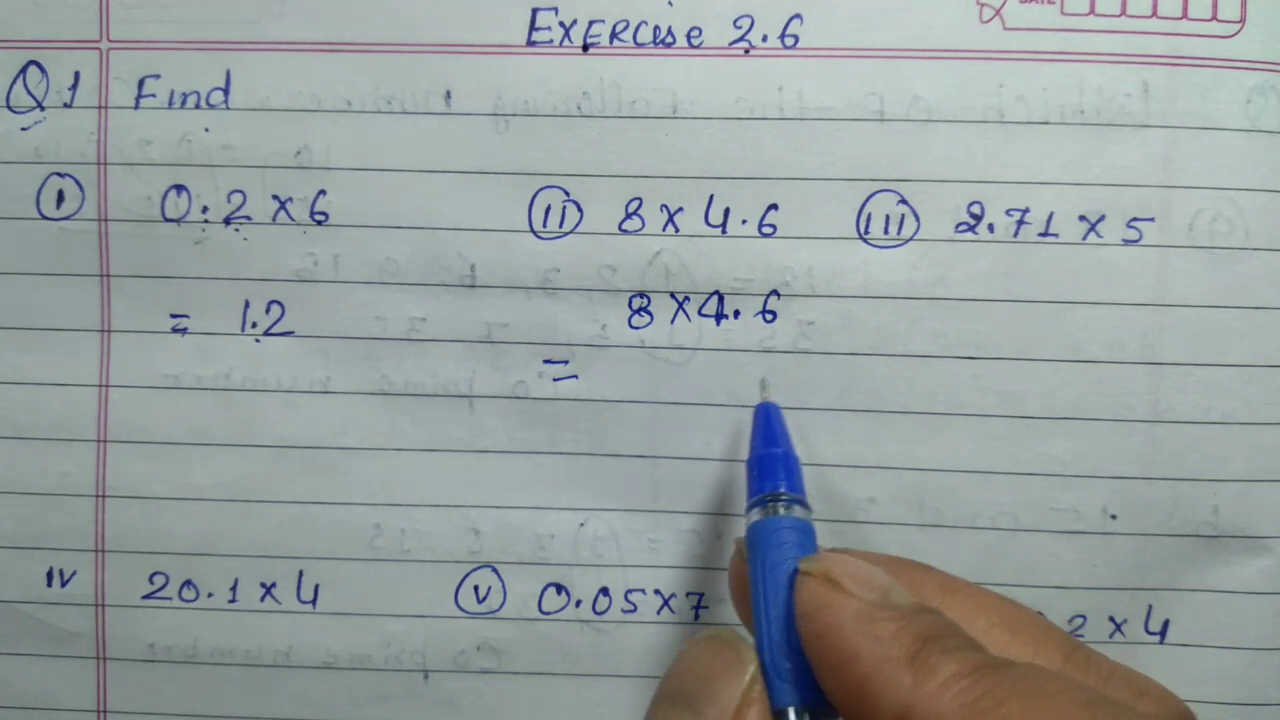 EXERCISE 2.6
DATE
Q1 Find
I 0.2 × 6 II 8 × 4.6 III 2.71 × 5
= 1.2 8 × 4.6
=
IV 20.1 × 4 V 0.05 × 7 2 × 4